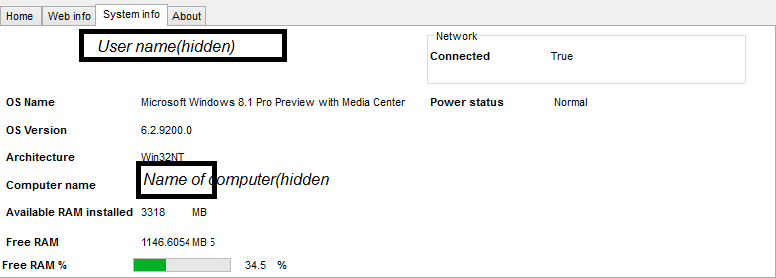 Home Web info System info About
User name(hidden)
Network
Connected True
OS Name Microsoft Windows 8.1 Pro Preview with Media Center Power status Normal
OS Version 6.2.9200.0
Architecture Win32NT
Computer name Name of computer(hidden
Available RAM installed 3318 MB
Free RAM 1146.6054 MB 5
Free RAM % 34.5 %